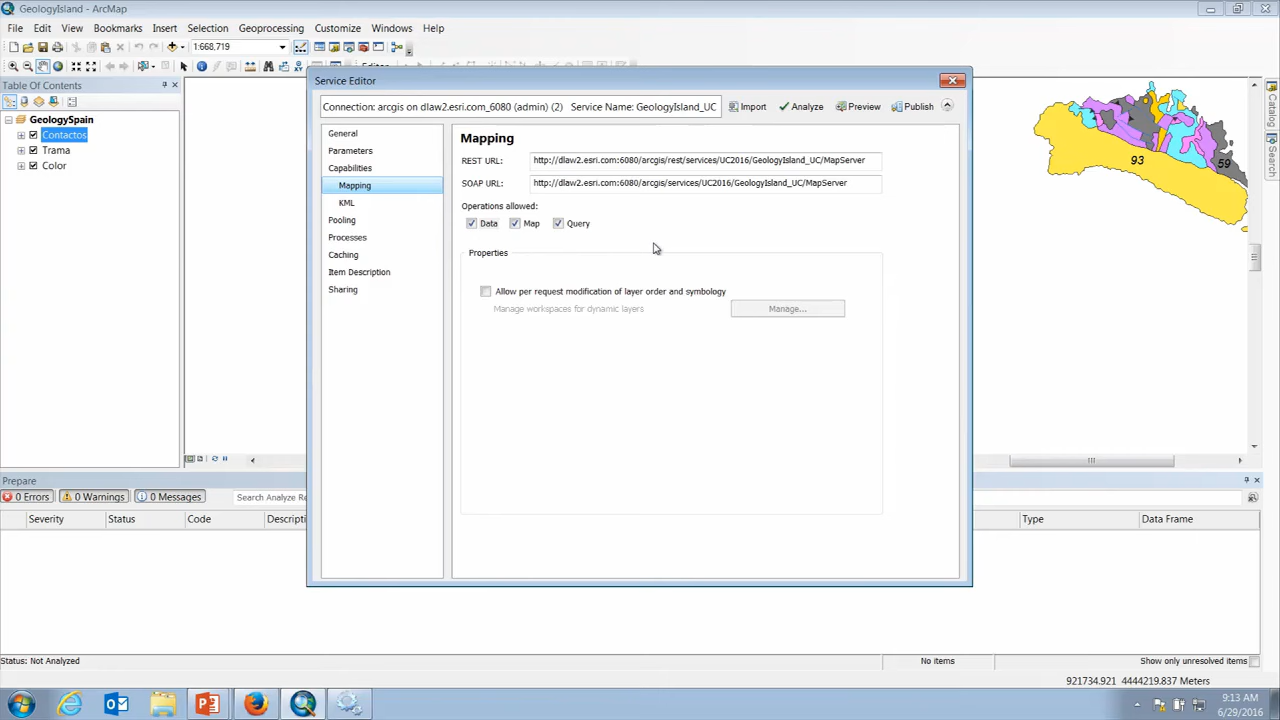 GeologyIsland - ArcMap
File Edit View Bookmarks Insert Selection Geoprocessing Customize Windows Help
1:668,719
Table Of Contents
GeologySpain
Contactos
Trama
Color
Service Editor
Connection: arcgis on dlaw2.esri.com_6080 (admin) (2) Service Name: GeologyIsland_UC
Import Analyze Preview Publish
General
Parameters
Capabilities
Mapping
KML
Pooling
Processes
Caching
Item Description
Sharing
Mapping
REST URL: http://dlaw2.esri.com:6080/arcgis/rest/services/UC2016/GeologyIsland_UC/MapServer
SOAP URL: http://dlaw2.esri.com:6080/arcgis/services/UC2016/GeologyIsland_UC/MapServer
Operations allowed:
Data Map Query
Properties
Allow per request modification of layer order and symbology
Manage workspaces for dynamic layers Manage...
93
59
Catalog
Search
Prepare
0 Errors 0 Warnings 0 Messages Search Analyze Re
Severity Status Code Descripti Type Data Frame
Status: Not Analyzed No items Show only unresolved items
921734.921 4444219.837 Meters
9:13 AM
6/29/2016